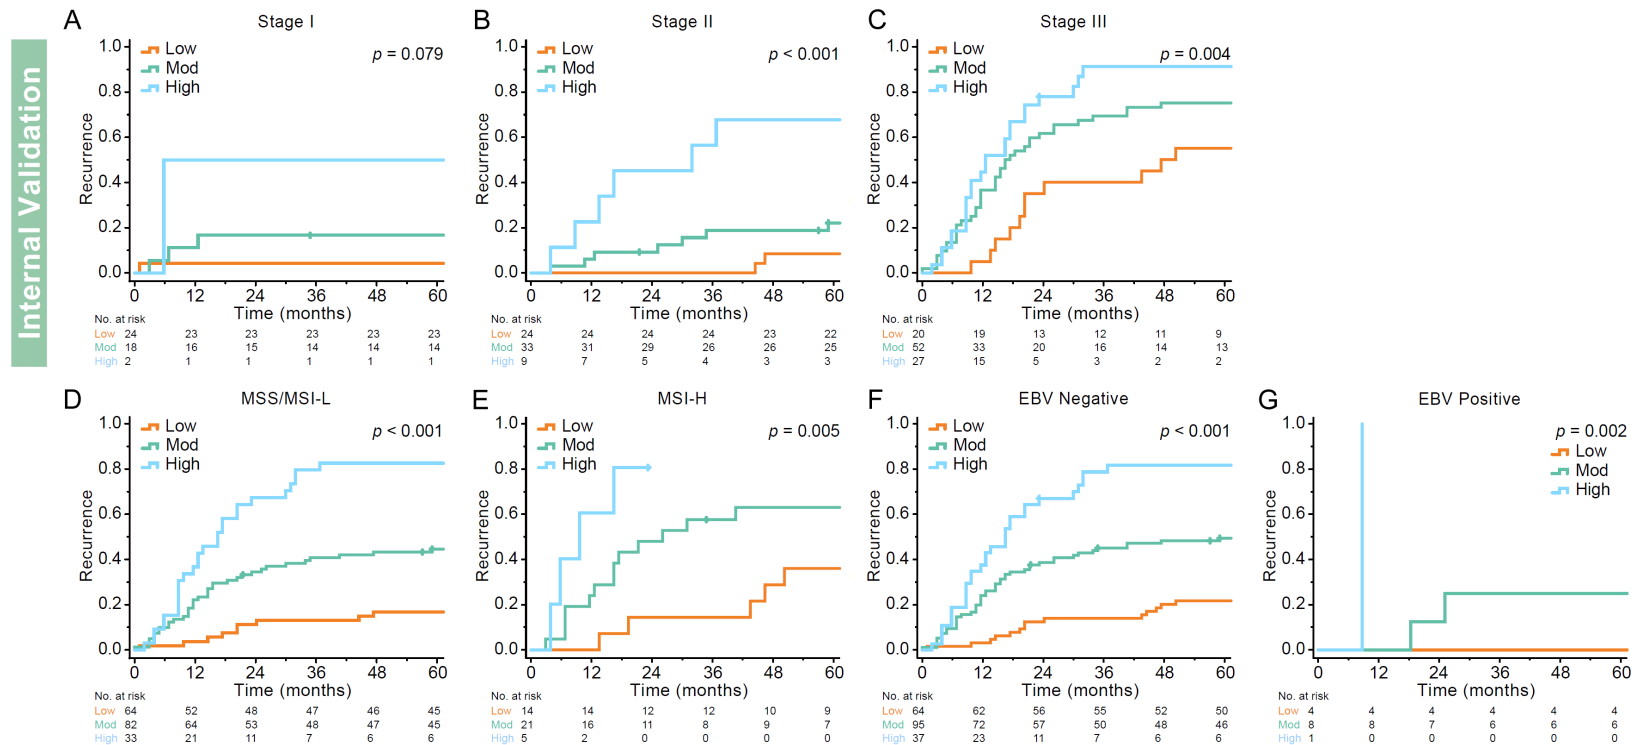 Internal Validation
A
Stage I
Low
Mod
High
p = 0.079
Recurrence
1.0
0.8
0.6
0.4
0.2
0.0
0 12 24 36 48 60
Time (months)
No. at risk
Low 24 23 23 23 23 23
Mod 18 16 15 14 14 14
High 2 1 1 1 1 1
B
Stage II
Low
Mod
High
p < 0.001
Recurrence
1.0
0.8
0.6
0.4
0.2
0.0
0 12 24 36 48 60
Time (months)
No. at risk
Low 24 24 24 24 23 22
Mod 33 31 29 26 26 25
High 9 7 5 4 3 3
C
Stage III
Low
Mod
High
p = 0.004
Recurrence
1.0
0.8
0.6
0.4
0.2
0.0
0 12 24 36 48 60
Time (months)
No. at risk
Low 20 19 13 12 11 9
Mod 52 33 20 16 14 13
High 27 15 5 3 2 2
D
MSS/MSI-L
Low
Mod
High
p < 0.001
Recurrence
1.0
0.8
0.6
0.4
0.2
0.0
0 12 24 36 48 60
Time (months)
No. at risk
Low 64 52 48 47 46 45
Mod 82 64 53 48 47 45
High 33 21 11 7 6 6
E
MSI-H
Low
Mod
High
p = 0.005
Recurrence
1.0
0.8
0.6
0.4
0.2
0.0
0 12 24 36 48 60
Time (months)
No. at risk
Low 14 14 12 12 10 9
Mod 21 16 11 8 9 7
High 5 2 0 0 0 0
F
EBV Negative
Low
Mod
High
p < 0.001
Recurrence
1.0
0.8
0.6
0.4
0.2
0.0
0 12 24 36 48 60
Time (months)
No. at risk
Low 64 62 56 55 52 50
Mod 95 72 57 50 48 46
High 37 23 11 7 6 6
G
EBV Positive
p = 0.002
Low
Mod
High
Recurrence
1.0
0.8
0.6
0.4
0.2
0.0
0 12 24 36 48 60
Time (months)
No. at risk
Low 4 4 4 4 4 4
Mod 8 8 7 6 6 6
High 1 0 0 0 0 0